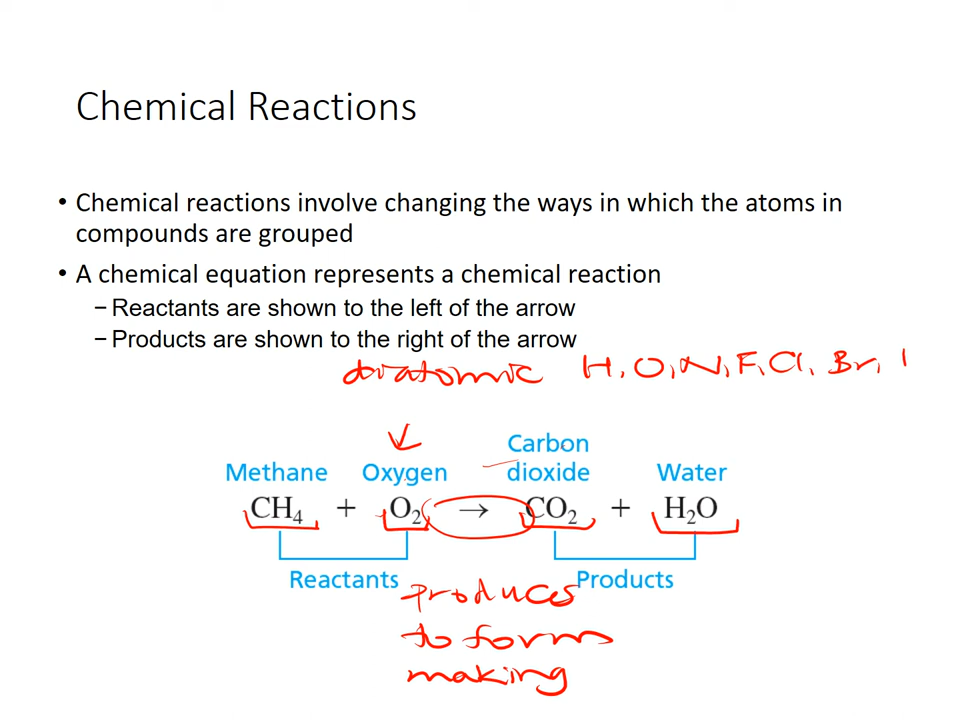 Chemical Reactions
• Chemical reactions involve changing the ways in which the atoms in
compounds are grouped
• A chemical equation represents a chemical reaction
− Reactants are shown to the left of the arrow
− Products are shown to the right of the arrow
diatomic H, O, N, F, Cl, Br, I
Methane Oxygen Carbon dioxide Water
CH₄ + O₂ → CO₂ + H₂O
Reactants Products
produces
to form
making